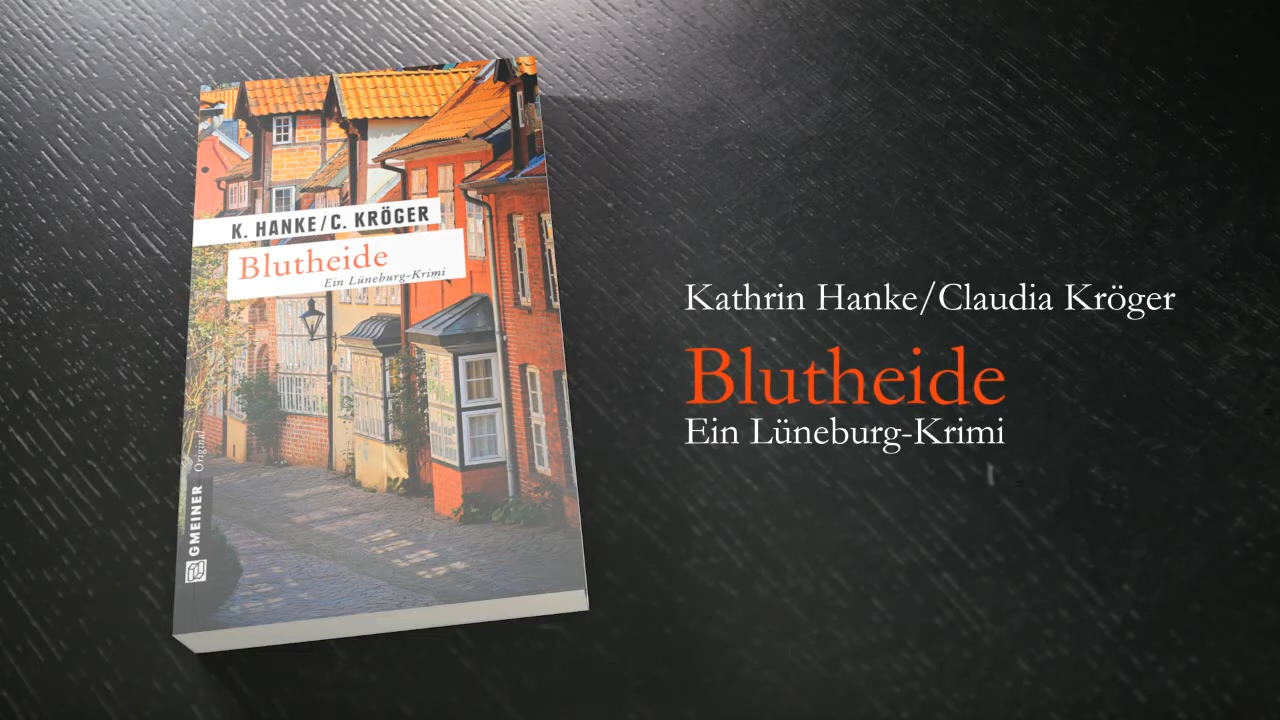 K. HANKE/C. KRÖGER
Blutheide
Ein Lüneburg-Krimi
Original
GMEINER
Kathrin Hanke/Claudia Kröger
Blutheide
Ein Lüneburg-Krimi